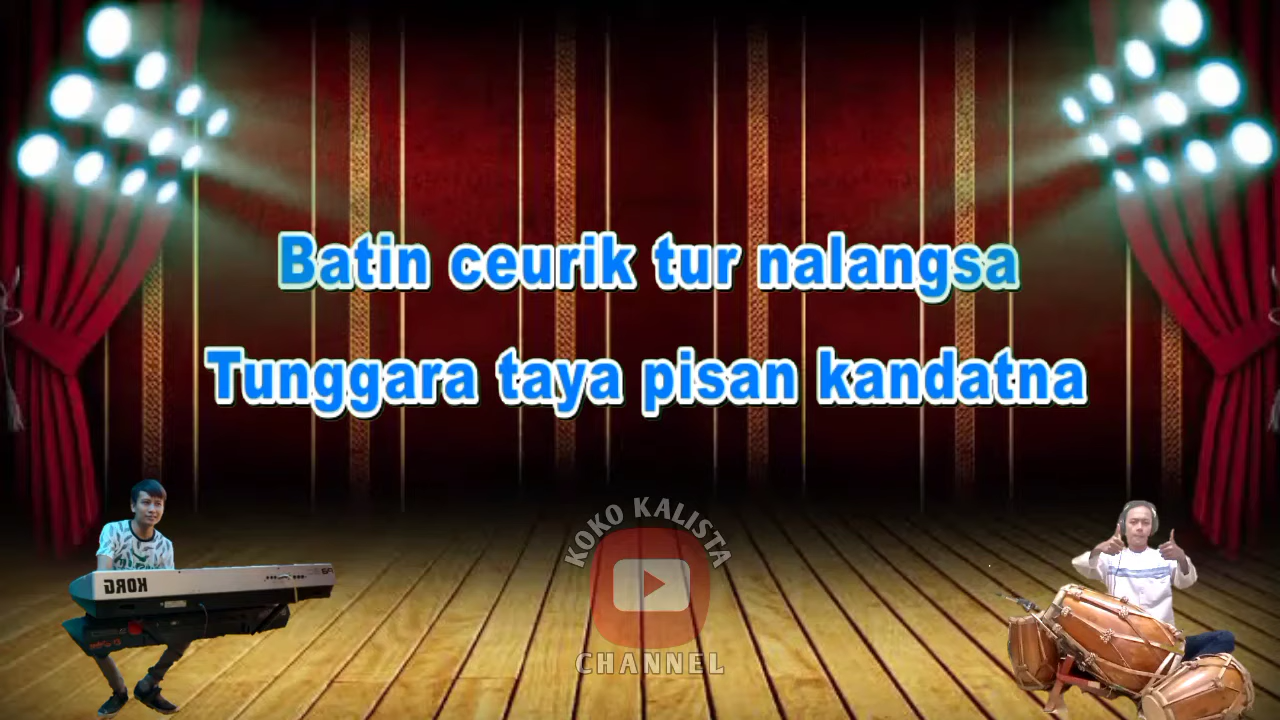 Batin ceurik tur nalangsa
Tunggara taya pisan kandatna
KOKO KALISTA
CHANNEL
KORG